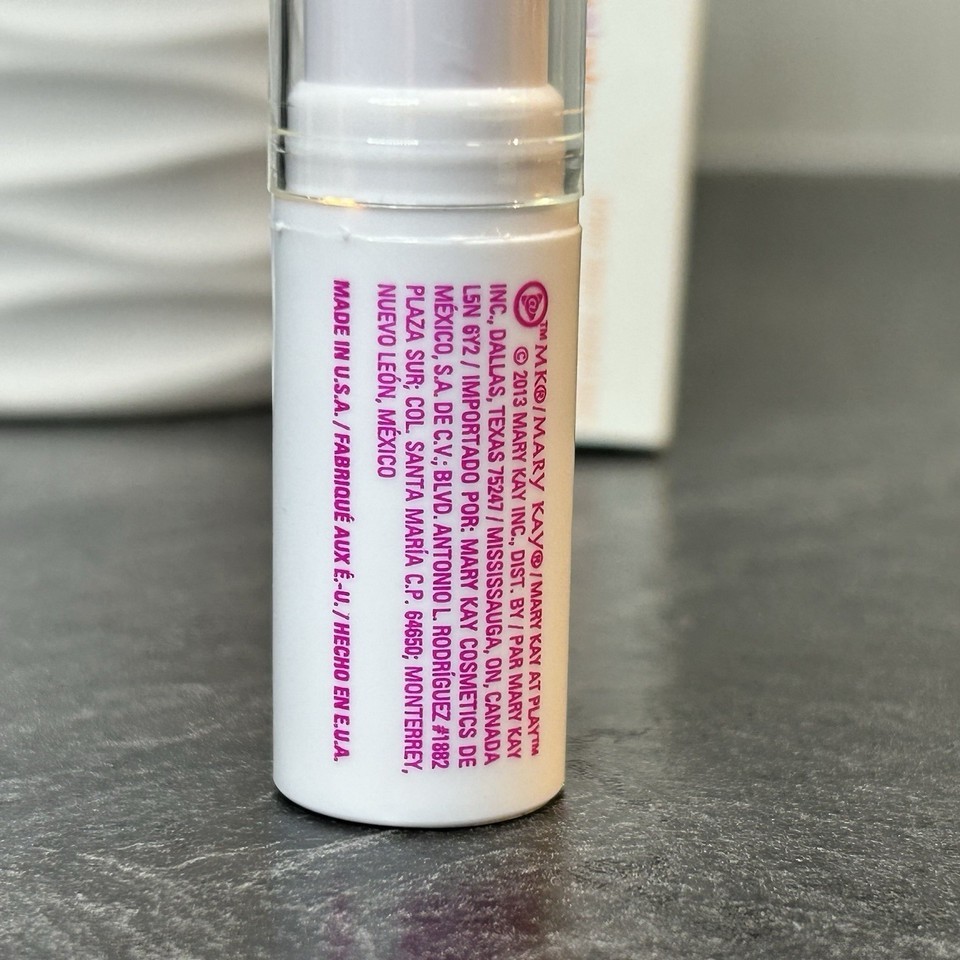 ™ MK®/MARY KAY®/MARY KAY AT PLAY™
© 2013 MARY KAY INC., DIST. BY / PAR MARY KAY
INC., DALLAS, TEXAS 75247 / MISSISSAUGA, ON, CANADA
L5N 6Y2 / IMPORTADO POR: MARY KAY COSMETICS DE
MÉXICO, S.A. DE C.V.; BLVD. ANTONIO L. RODRÍGUEZ #1882
PLAZA SUR; COL. SANTA MARÍA C.P. 64650; MONTERREY,
NUEVO LEÓN, MÉXICO
MADE IN U.S.A. / FABRIQUÉ AUX É.-U. / HECHO EN E.U.A.